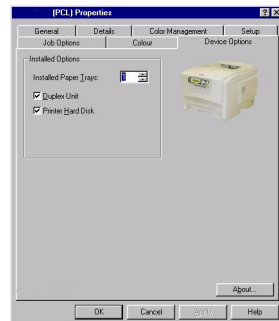 (PCL) Properties
General Details Color Management Setup
Job Options Colour Device Options
Installed Options
Installed Paper Trays: 1
Duplex Unit
Printer Hard Disk
About...
OK Cancel Apply Help